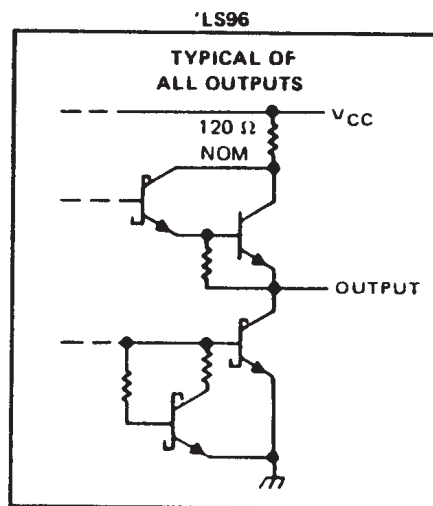 'LS96
TYPICAL OF
ALL OUTPUTS
VCC
120 Ω
NOM
OUTPUT